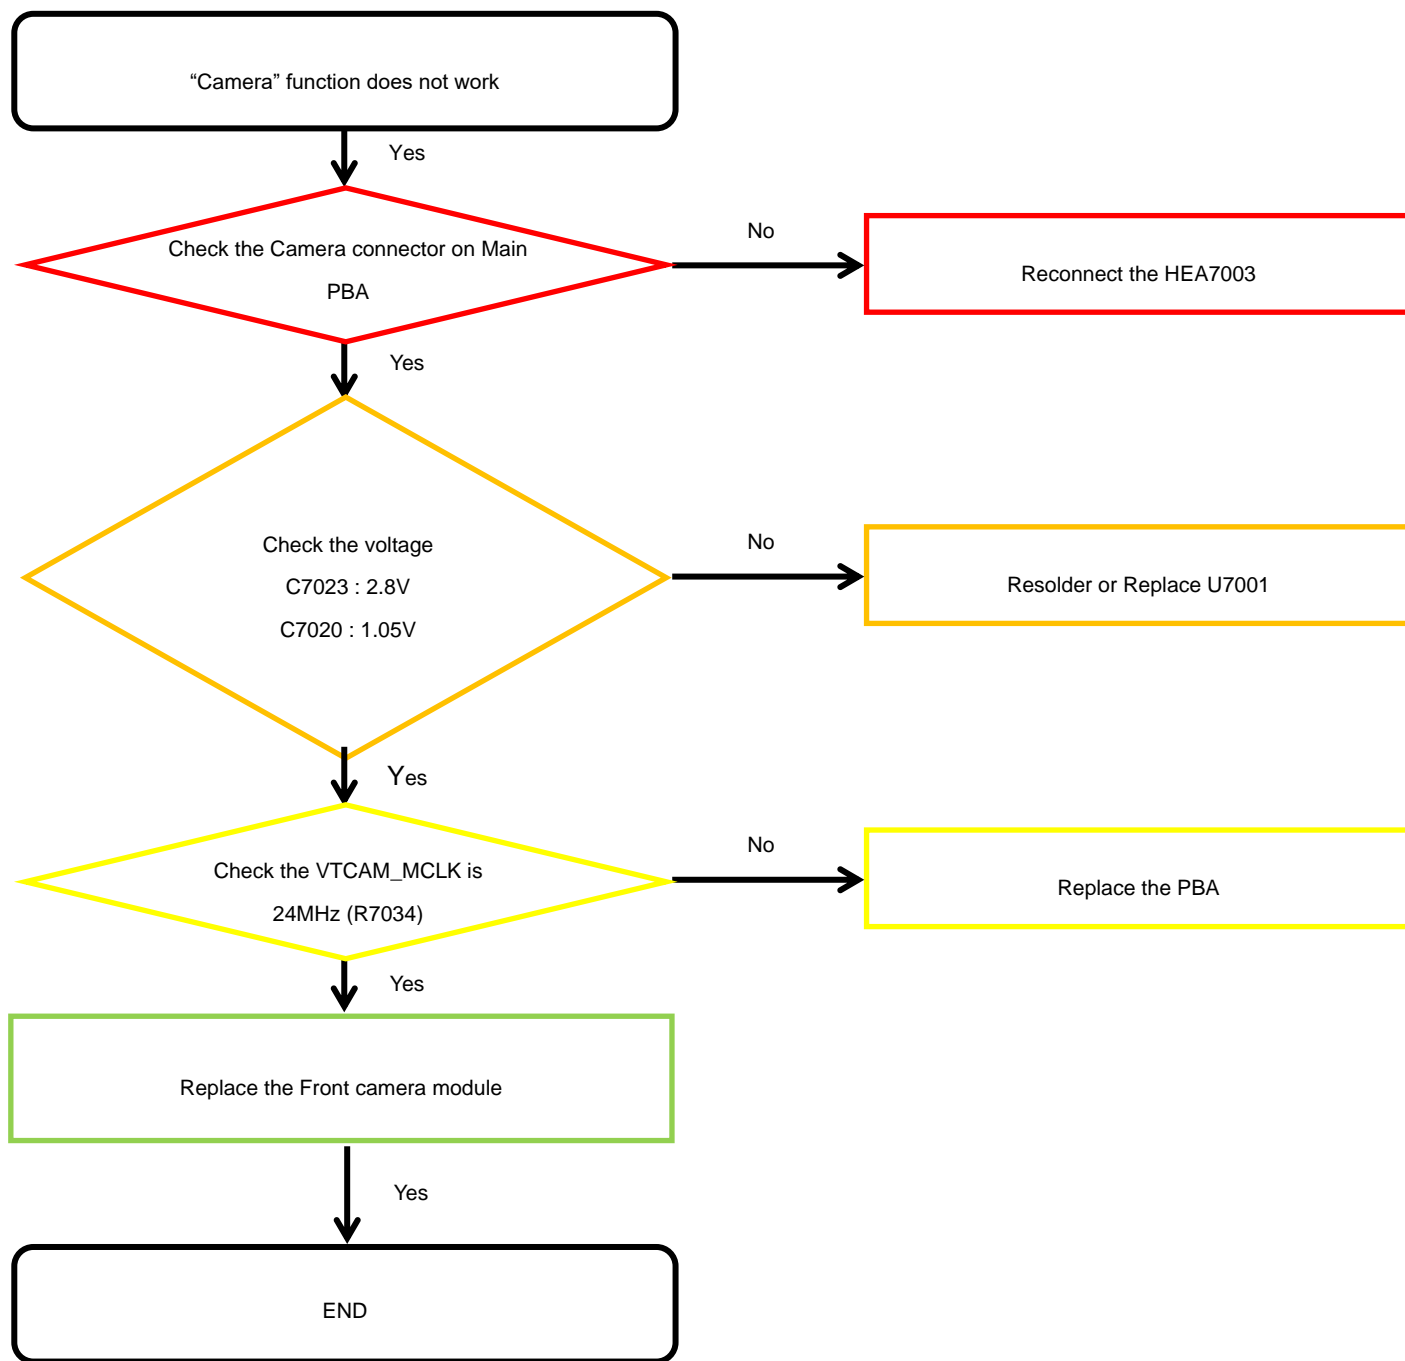 “Camera” function does not work
Yes
Check the Camera connector on Main
PBA
No
Reconnect the HEA7003
Yes
Check the voltage
C7023 : 2.8V
C7020 : 1.05V
No
Resolder or Replace U7001
Yes
Check the VTCAM_MCLK is
24MHz (R7034)
No
Replace the PBA
Yes
Replace the Front camera module
Yes
END